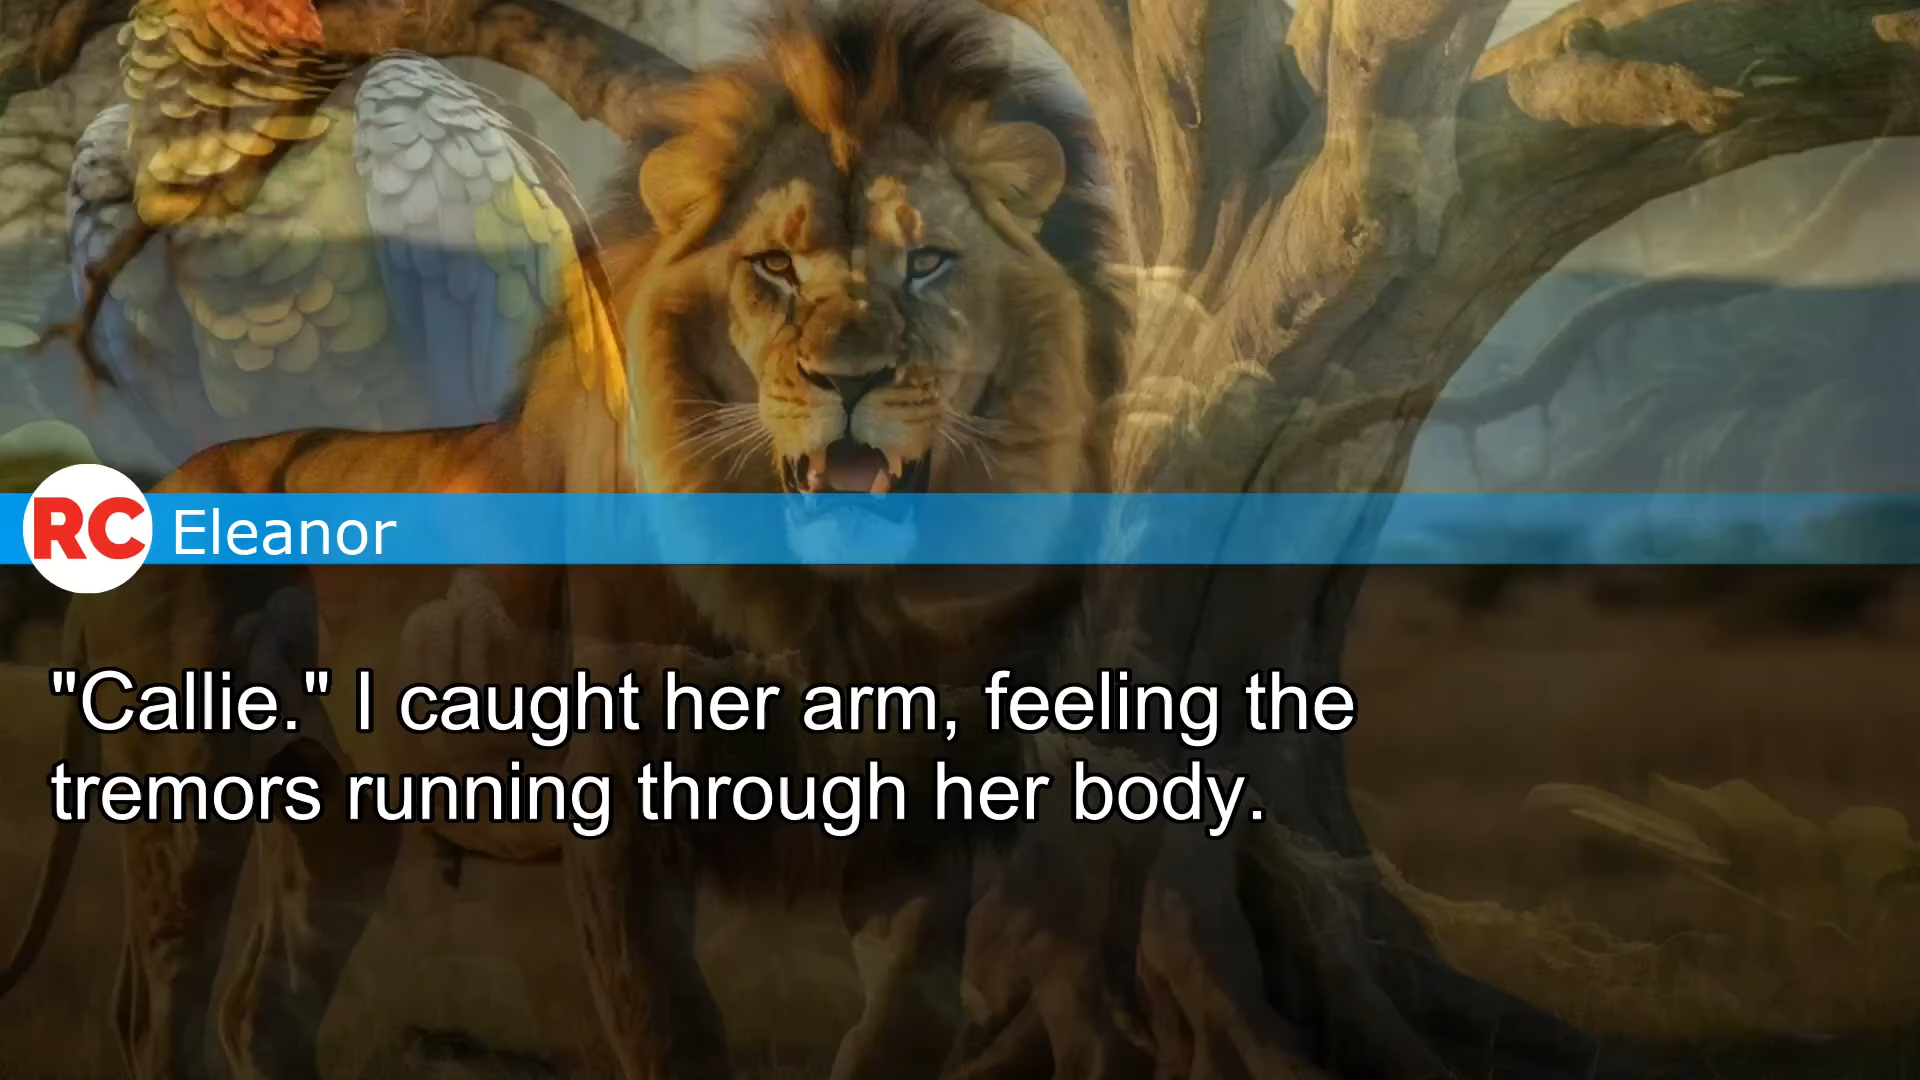 RC Eleanor
"Callie." I caught her arm, feeling the
tremors running through her body.